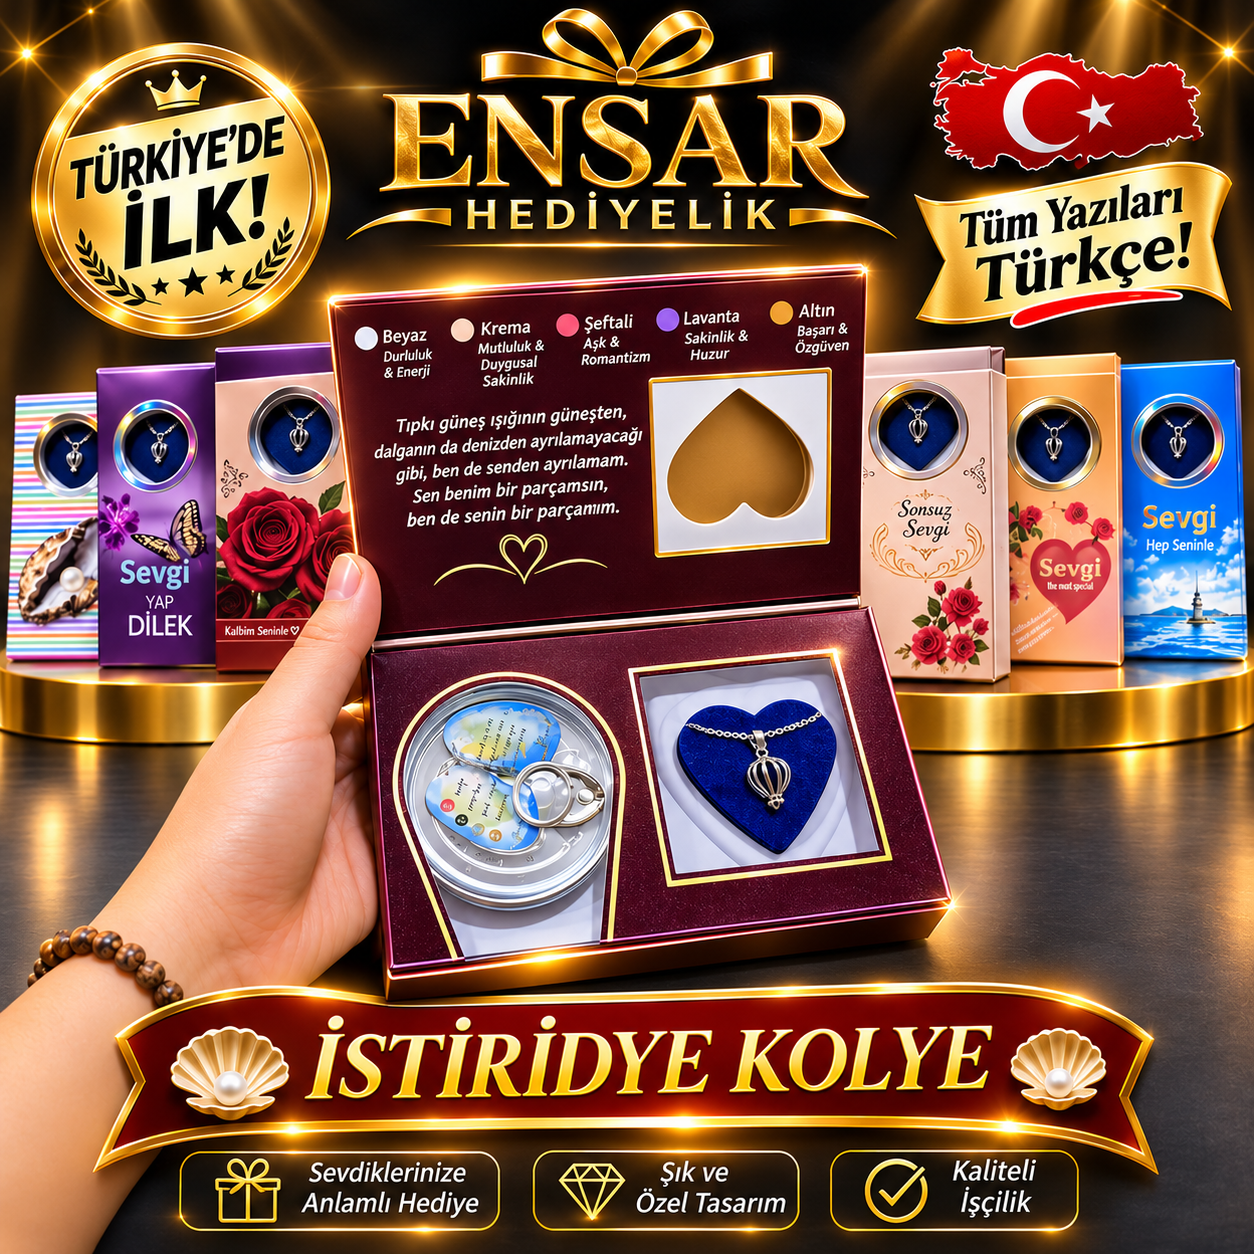 TÜRKİYE'DE
İLK!
ENSAR
HEDİYELİK
Tüm Yazıları
Türkçe!
Beyaz
Durluluk
& Enerji
Krema
Mutluluk &
Duygusal
Sakinlik
Şeftali
Aşk &
Romantizm
Lavanta
Sakinlik &
Huzur
Altın
Başarı &
Özgüven
Tıpkı güneş ışığının güneşten,
dalganın da denizden ayrılamayacağı
gibi, ben de senden ayrılamam.
Sen benim bir parçamsın,
ben de senin bir parçamım.
Sevgi
YAP
DİLEK
Kalbim Seninle
Sonsuz
Sevgi
Sevgi
The most special
Sevgi
Hep Seninle
İSTİRİDYE KOLYE
Sevdiklerinize
Anlamlı Hediye
Şık ve
Özel Tasarım
Kaliteli
İşçilik